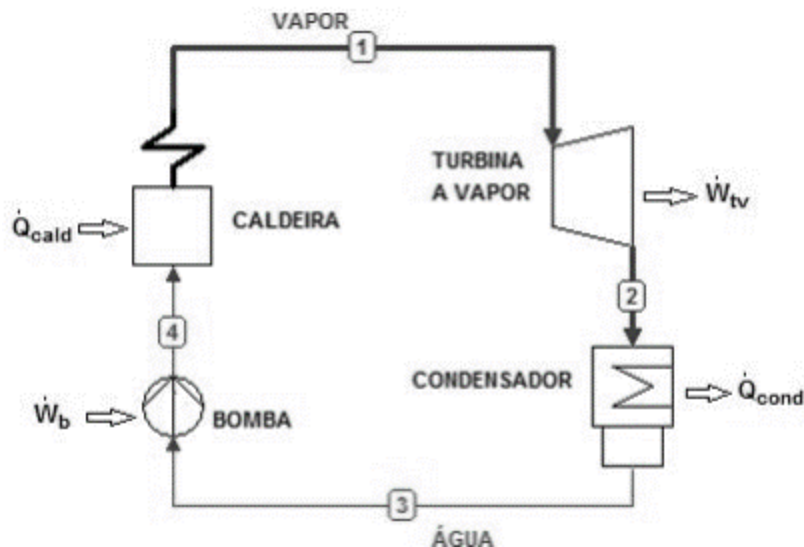 VAPOR
1
TURBINA
A VAPOR
Ẇtv
Q̇cald
CALDEIRA
2
4
CONDENSADOR
Q̇cond
Ẇb
BOMBA
3
ÁGUA